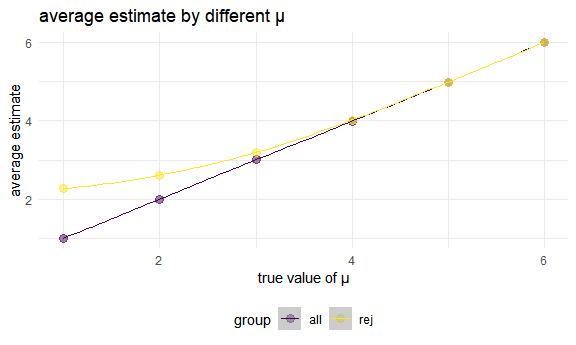 average estimate by different µ
6
4
2
average estimate
2
4
6
true value of µ
group all rej